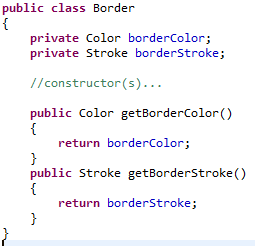 public class Border
{
    private Color borderColor;
    private Stroke borderStroke;

    //constructor(s)...

    public Color getBorderColor()
    {
        return borderColor;
    }
    public Stroke getBorderStroke()
    {
        return borderStroke;
    }
}